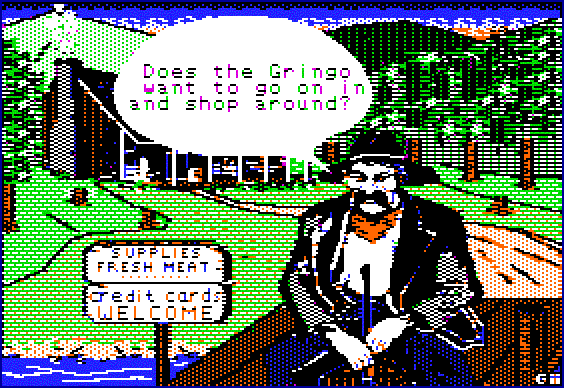 Does the Gringo
want to go on in
and shop around?
SUPPLIES
FRESH MEAT
credit cards
WELCOME